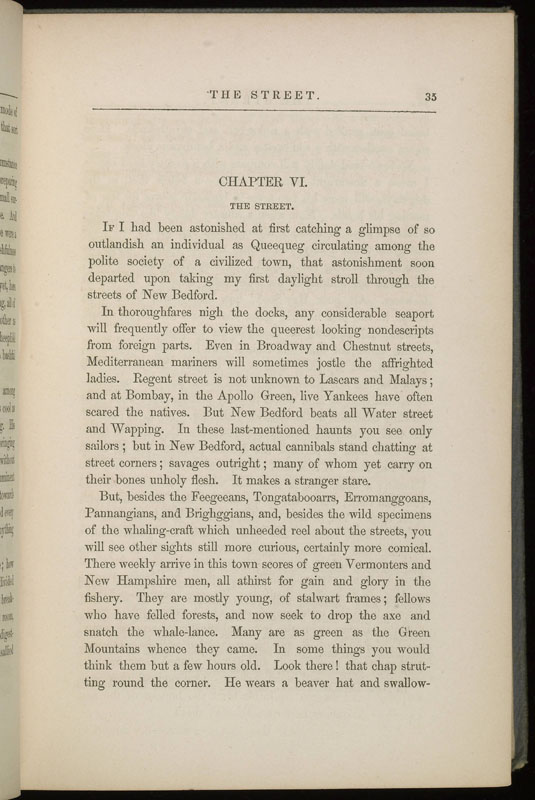 THE STREET. 35
CHAPTER VI.
THE STREET.
IF I had been astonished at first catching a glimpse of so
outlandish an individual as Queequeg circulating among the
polite society of a civilized town, that astonishment soon
departed upon taking my first daylight stroll through the
streets of New Bedford.
In thoroughfares nigh the docks, any considerable seaport
will frequently offer to view the queerest looking nondescripts
from foreign parts. Even in Broadway and Chestnut streets,
Mediterranean mariners will sometimes jostle the affrighted
ladies. Regent street is not unknown to Lascars and Malays;
and at Bombay, in the Apollo Green, live Yankees have often
scared the natives. But New Bedford beats all Water street
and Wapping. In these last-mentioned haunts you see only
sailors; but in New Bedford, actual cannibals stand chatting at
street corners; savages outright; many of whom yet carry on
their bones unholy flesh. It makes a stranger stare.
But, besides the Feegeeans, Tongatabooarrs, Erromanggoans,
Pannangians, and Brighggians, and, besides the wild specimens
of the whaling-craft which unheeded reel about the streets, you
will see other sights still more curious, certainly more comical.
There weekly arrive in this town scores of green Vermonters and
New Hampshire men, all athirst for gain and glory in the
fishery. They are mostly young, of stalwart frames; fellows
who have felled forests, and now seek to drop the axe and
snatch the whale-lance. Many are as green as the Green
Mountains whence they came. In some things you would
think them but a few hours old. Look there! that chap strut-
ting round the corner. He wears a beaver hat and swallow-